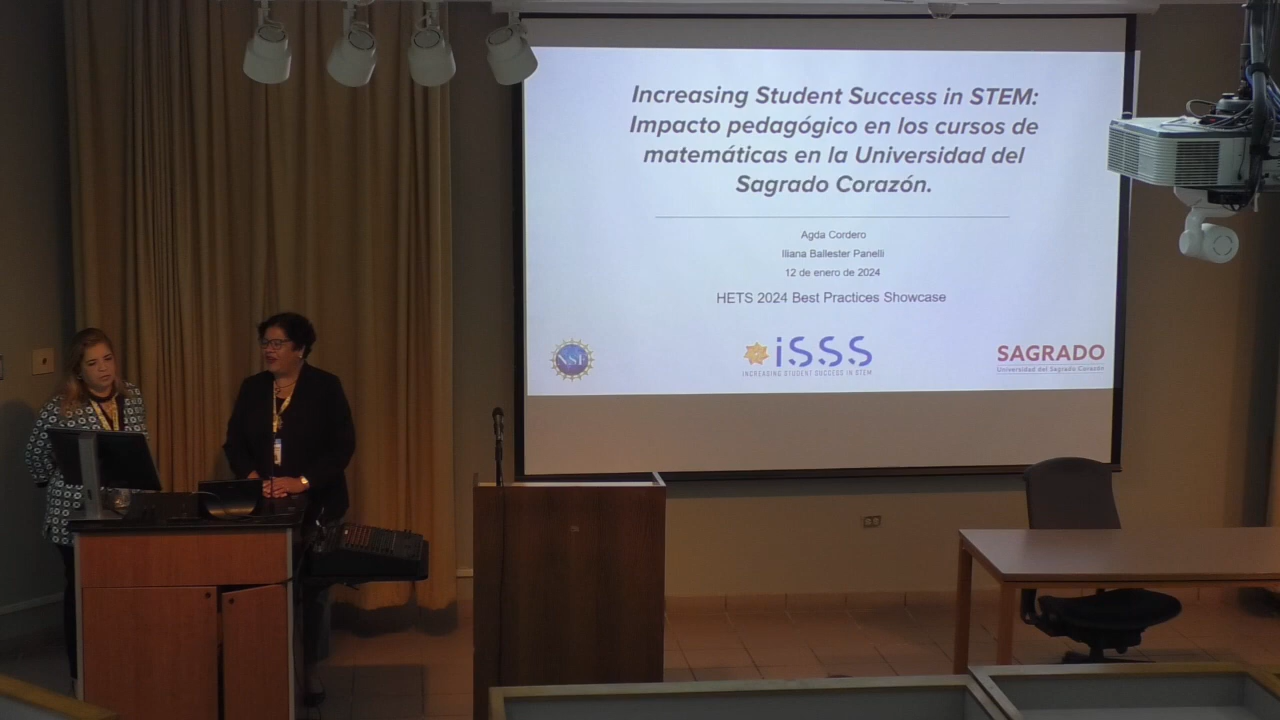 Increasing Student Success in STEM:
Impacto pedagógico en los cursos de
matemáticas en la Universidad del
Sagrado Corazón.
Agda Cordero
Iliana Ballester Panelli
12 de enero de 2024
HETS 2024 Best Practices Showcase
NSF
iSSS
INCREASING STUDENT SUCCESS IN STEM
SAGRADO
Universidad del Sagrado Corazón